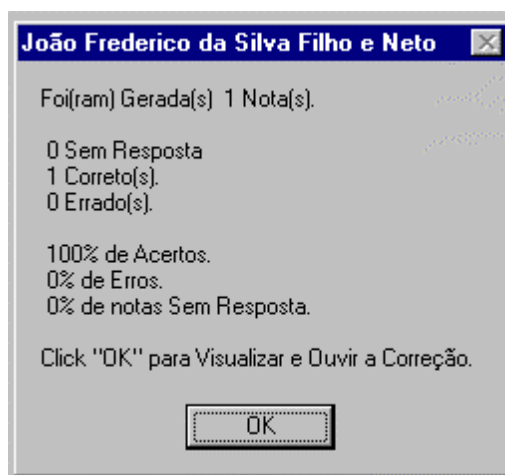 João Frederico da Silva Filho e Neto
Foi(ram) Gerada(s) 1 Nota(s).
0 Sem Resposta
1 Correto(s).
0 Errado(s).
100% de Acertos.
0% de Erros.
0% de notas Sem Resposta.
Click "OK" para Visualizar e Ouvir a Correção.
OK